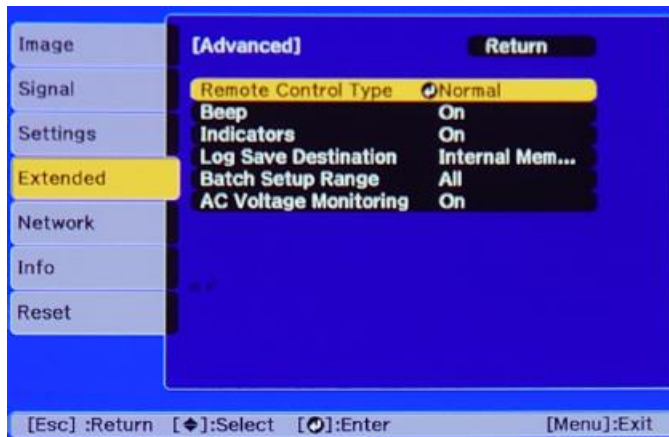 Image
Signal
Settings
Extended
Network
Info
Reset
[Advanced] Return
Remote Control Type Normal
Beep On
Indicators On
Log Save Destination Internal Mem...
Batch Setup Range All
AC Voltage Monitoring On
[Esc] :Return []:Select []:Enter [Menu]:Exit